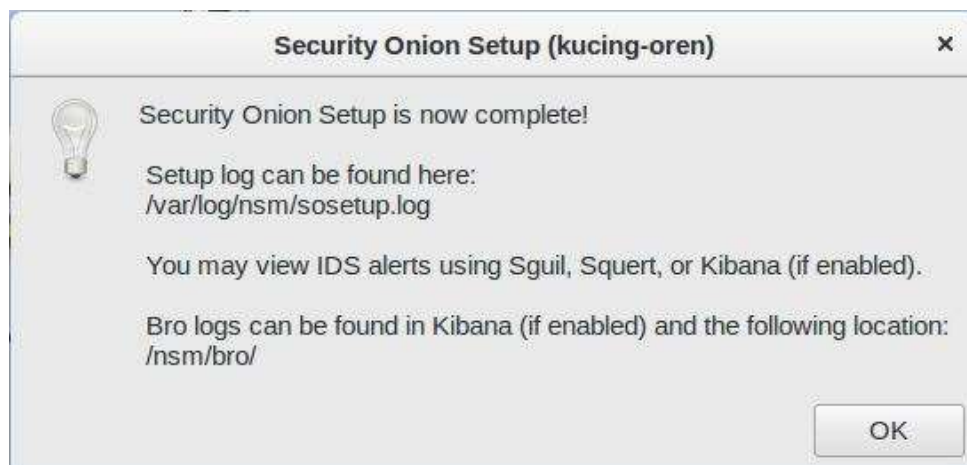 Security Onion Setup (kucing-oren)
Security Onion Setup is now complete!
Setup log can be found here:
/var/log/nsm/sosetup.log
You may view IDS alerts using Sguil, Squert, or Kibana (if enabled).
Bro logs can be found in Kibana (if enabled) and the following location:
/nsm/bro/
OK